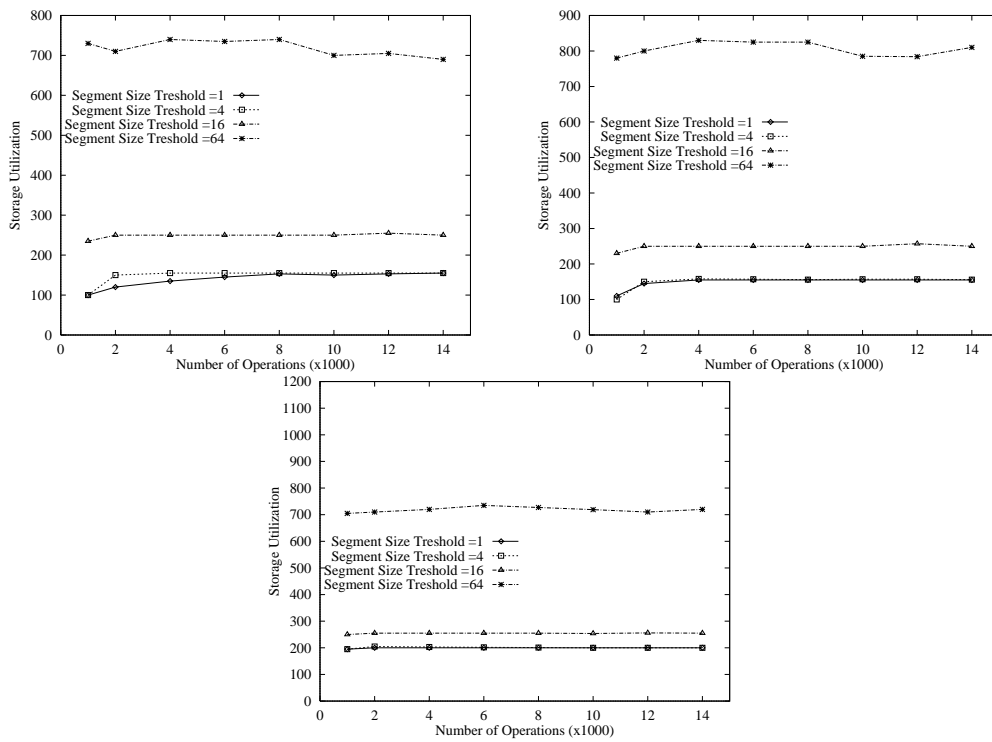 800
700
600
500
400
300
200
100
0
Storage Utilization
Segment Size Treshold =1
Segment Size Treshold =4
Segment Size Treshold =16
Segment Size Treshold =64
0 2 4 6 8 10 12 14
Number of Operations (x1000)
900
800
700
600
500
400
300
200
100
0
Storage Utilization
Segment Size Treshold =1
Segment Size Treshold =4
Segment Size Treshold =16
Segment Size Treshold =64
0 2 4 6 8 10 12 14
Number of Operations (x1000)
1200
1100
1000
900
800
700
600
500
400
300
200
100
0
Storage Utilization
Segment Size Treshold =1
Segment Size Treshold =4
Segment Size Treshold =16
Segment Size Treshold =64
0 2 4 6 8 10 12 14
Number of Operations (x1000)